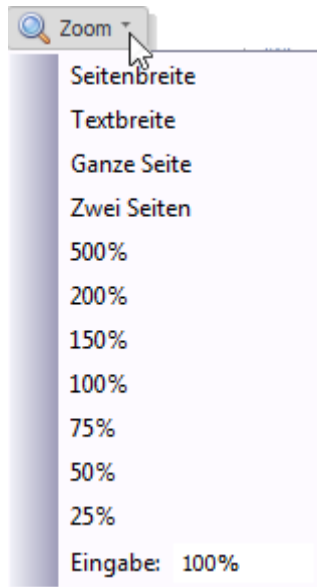 Zoom
Seitenbreite
Textbreite
Ganze Seite
Zwei Seiten
500%
200%
150%
100%
75%
50%
25%
Eingabe: 100%